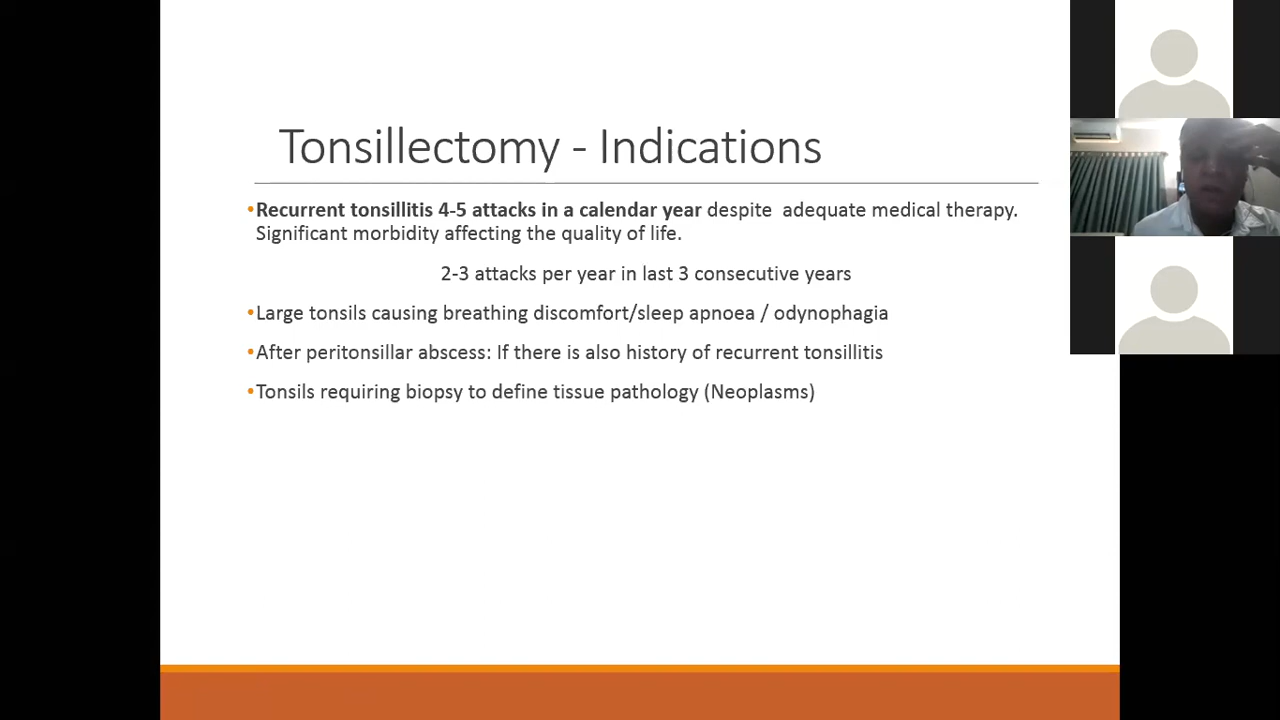 Tonsillectomy - Indications
•Recurrent tonsillitis 4-5 attacks in a calendar year despite adequate medical therapy.
Significant morbidity affecting the quality of life.
2-3 attacks per year in last 3 consecutive years
•Large tonsils causing breathing discomfort/sleep apnoea / odynophagia
•After peritonsillar abscess: If there is also history of recurrent tonsillitis
•Tonsils requiring biopsy to define tissue pathology (Neoplasms)